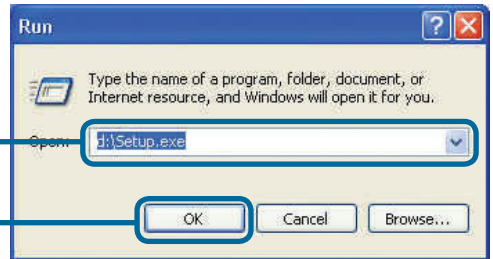 Run
Type the name of a program, folder, document, or
Internet resource, and Windows will open it for you.
Open: d:\Setup.exe
OK Cancel Browse...